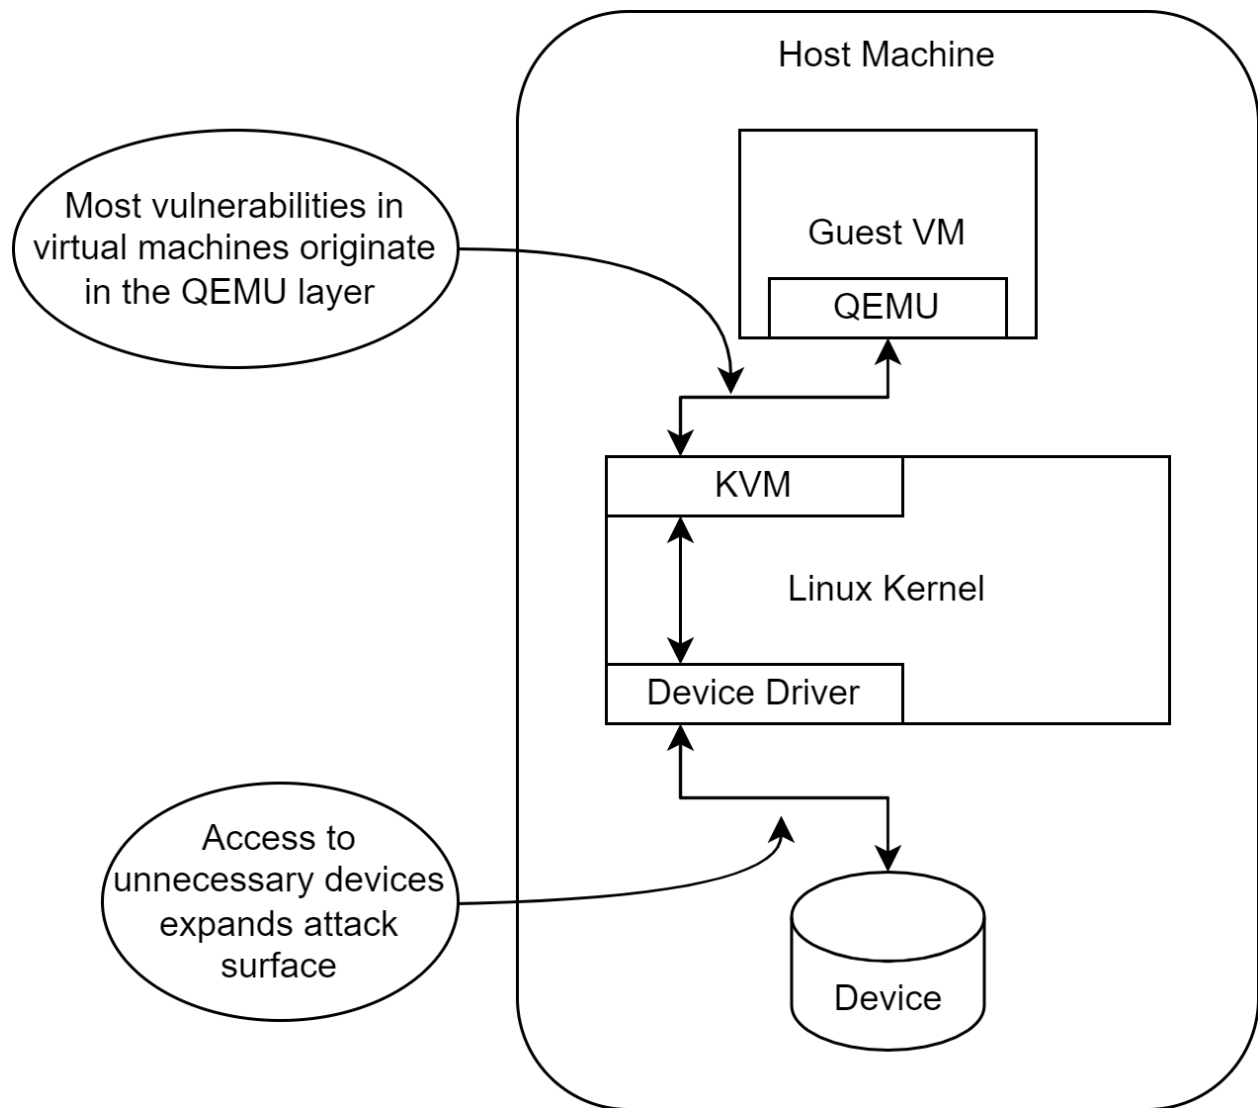 Host Machine
Most vulnerabilities in
virtual machines originate
in the QEMU layer
Guest VM
QEMU
KVM
Linux Kernel
Device Driver
Access to
unnecessary devices
expands attack
surface
Device